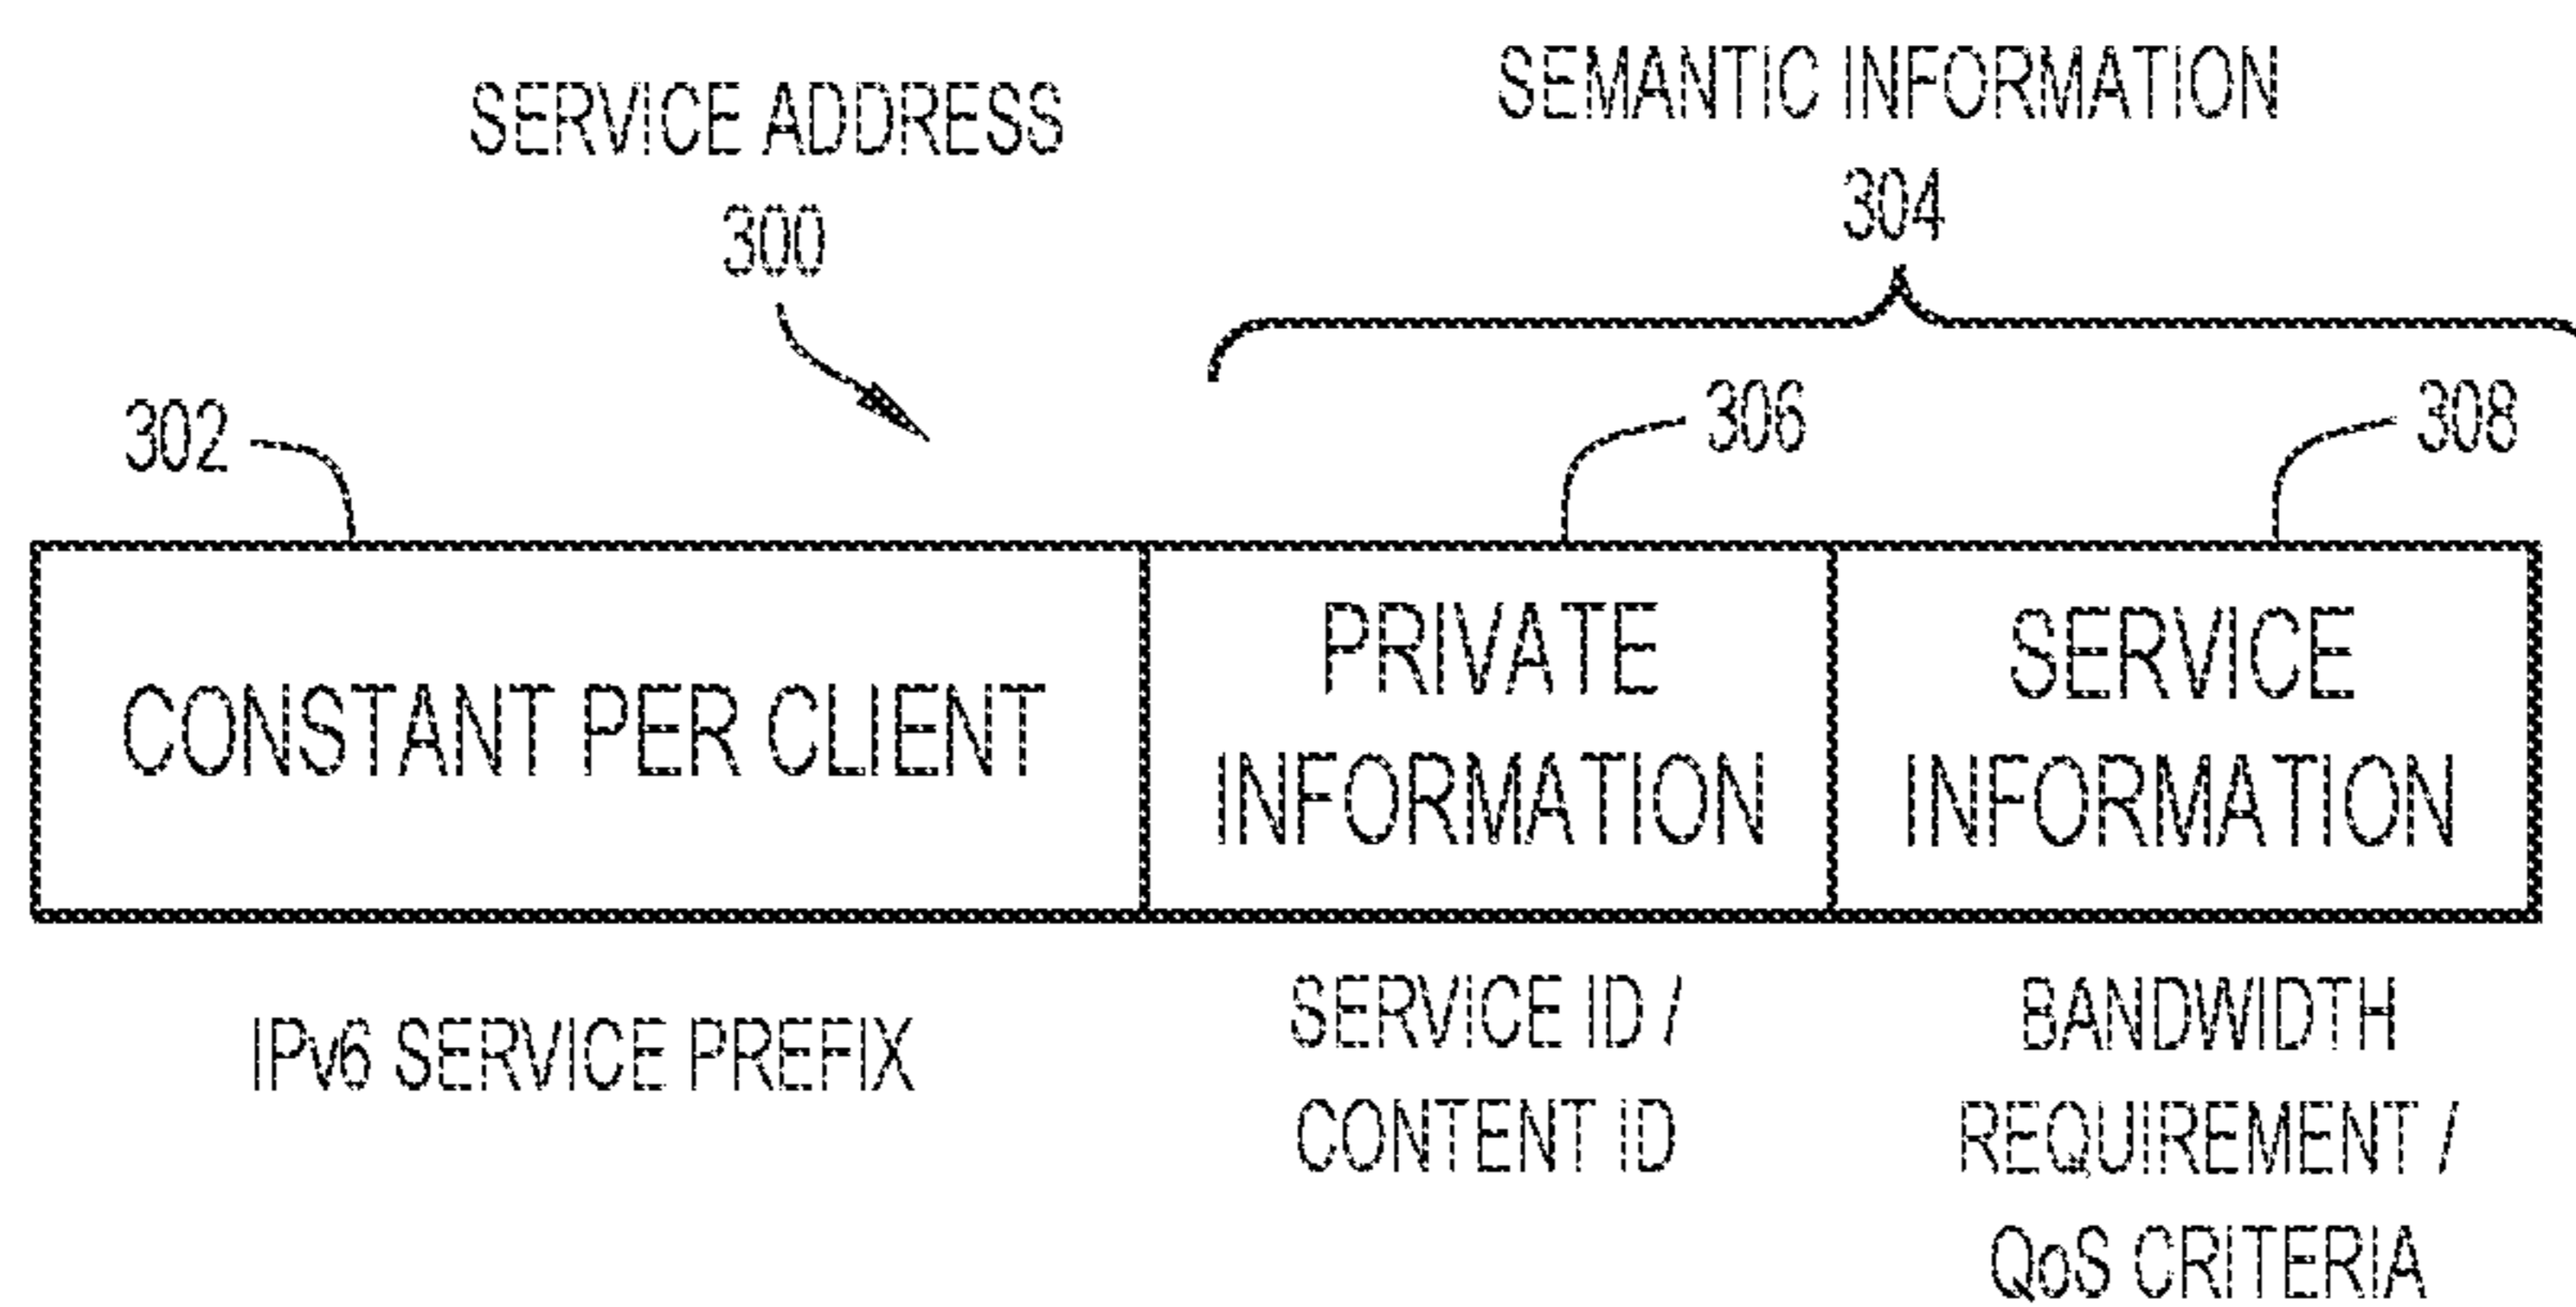 SERVICE ADDRESS
300
SEMANTIC INFORMATION
304
302
306
308
CONSTANT PER CLIENT
PRIVATE
INFORMATION
SERVICE
INFORMATION
IPv6 SERVICE PREFIX
SERVICE ID /
CONTENT ID
BANDWIDTH
REQUIREMENT /
QoS CRITERIA